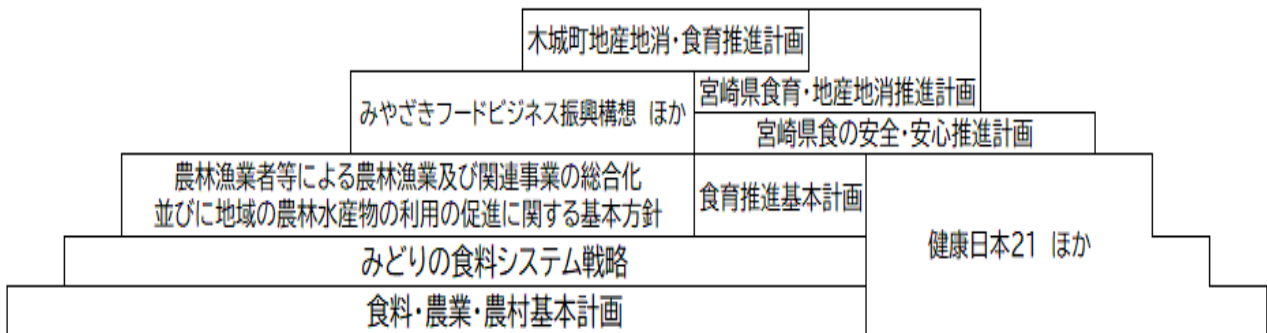 木城町地産地消・食育推進計画
みやざきフードビジネス振興構想 ほか
宮崎県食育・地産地消推進計画
宮崎県食の安全・安心推進計画
農林漁業者等による農林漁業及び関連事業の総合化
並びに地域の農林水産物の利用の促進に関する基本方針
食育推進基本計画
健康日本21 ほか
みどりの食料システム戦略
食料・農業・農村基本計画